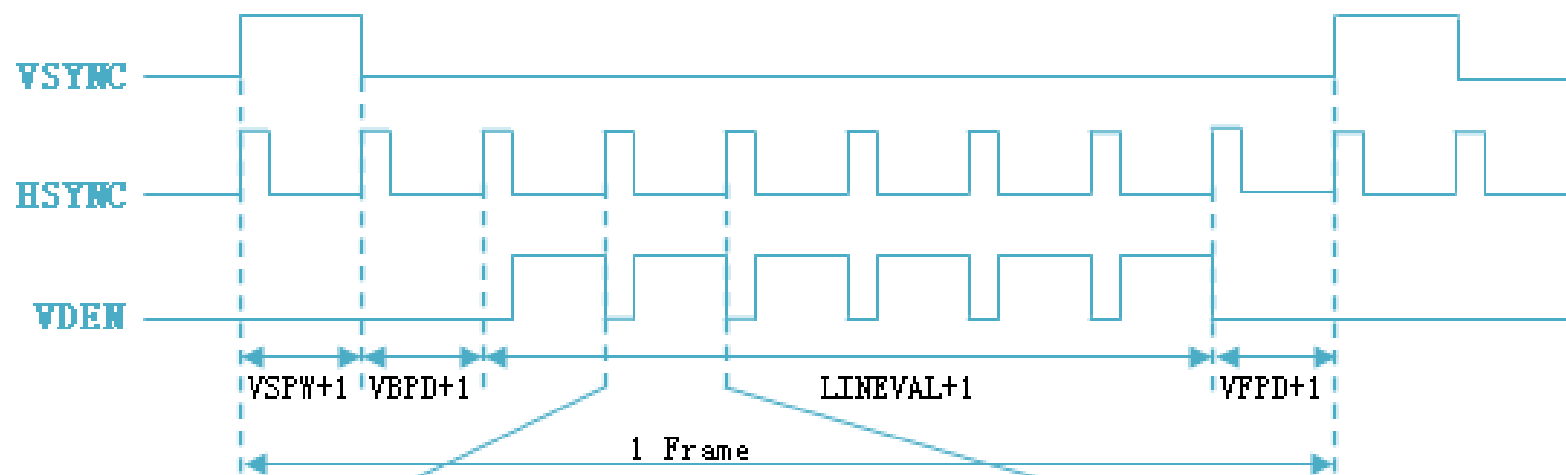 VSYNC
HSYNC
VDEN
VSPW+1 VBPD+1 LINEVAL+1 VFPD+1
1 Frame